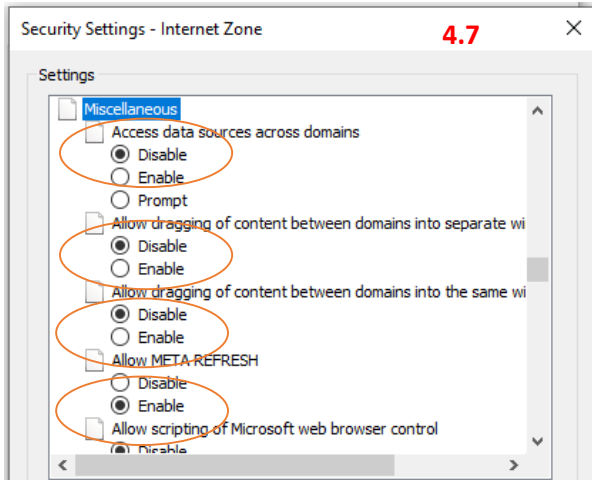 Security Settings - Internet Zone
4.7
Settings
Miscellaneous
Access data sources across domains
Disable
Enable
Prompt
Allow dragging of content between domains into separate wi
Disable
Enable
Allow dragging of content between domains into the same wi
Disable
Enable
Allow META REFRESH
Disable
Enable
Allow scripting of Microsoft web browser control
Disable